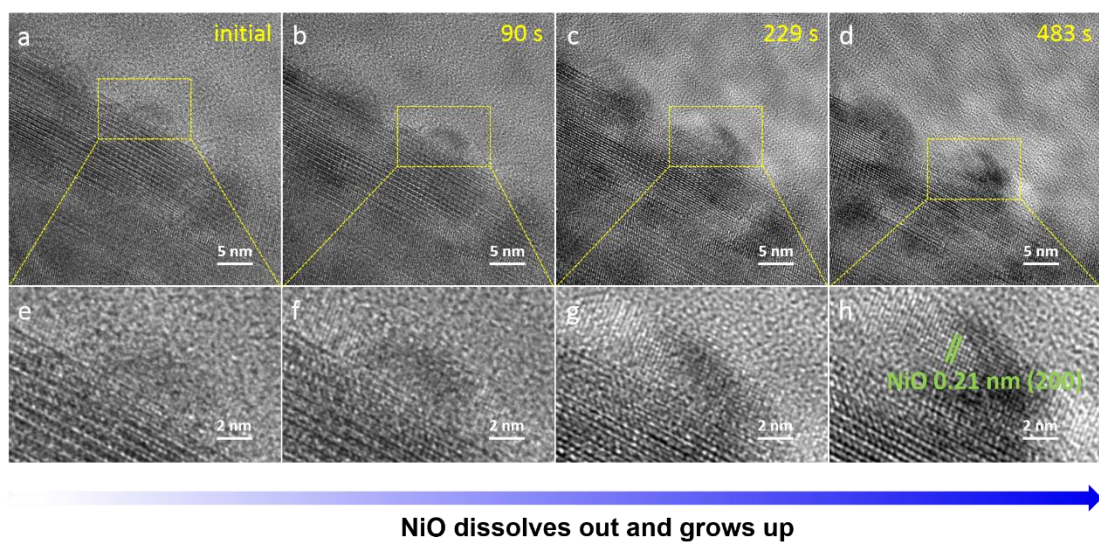 a initial
b 90 s
c 229 s
d 483 s
5 nm
5 nm
5 nm
5 nm
e
f
g
h
NiO 0.21 nm (200)
2 nm
2 nm
2 nm
2 nm
NiO dissolves out and grows up